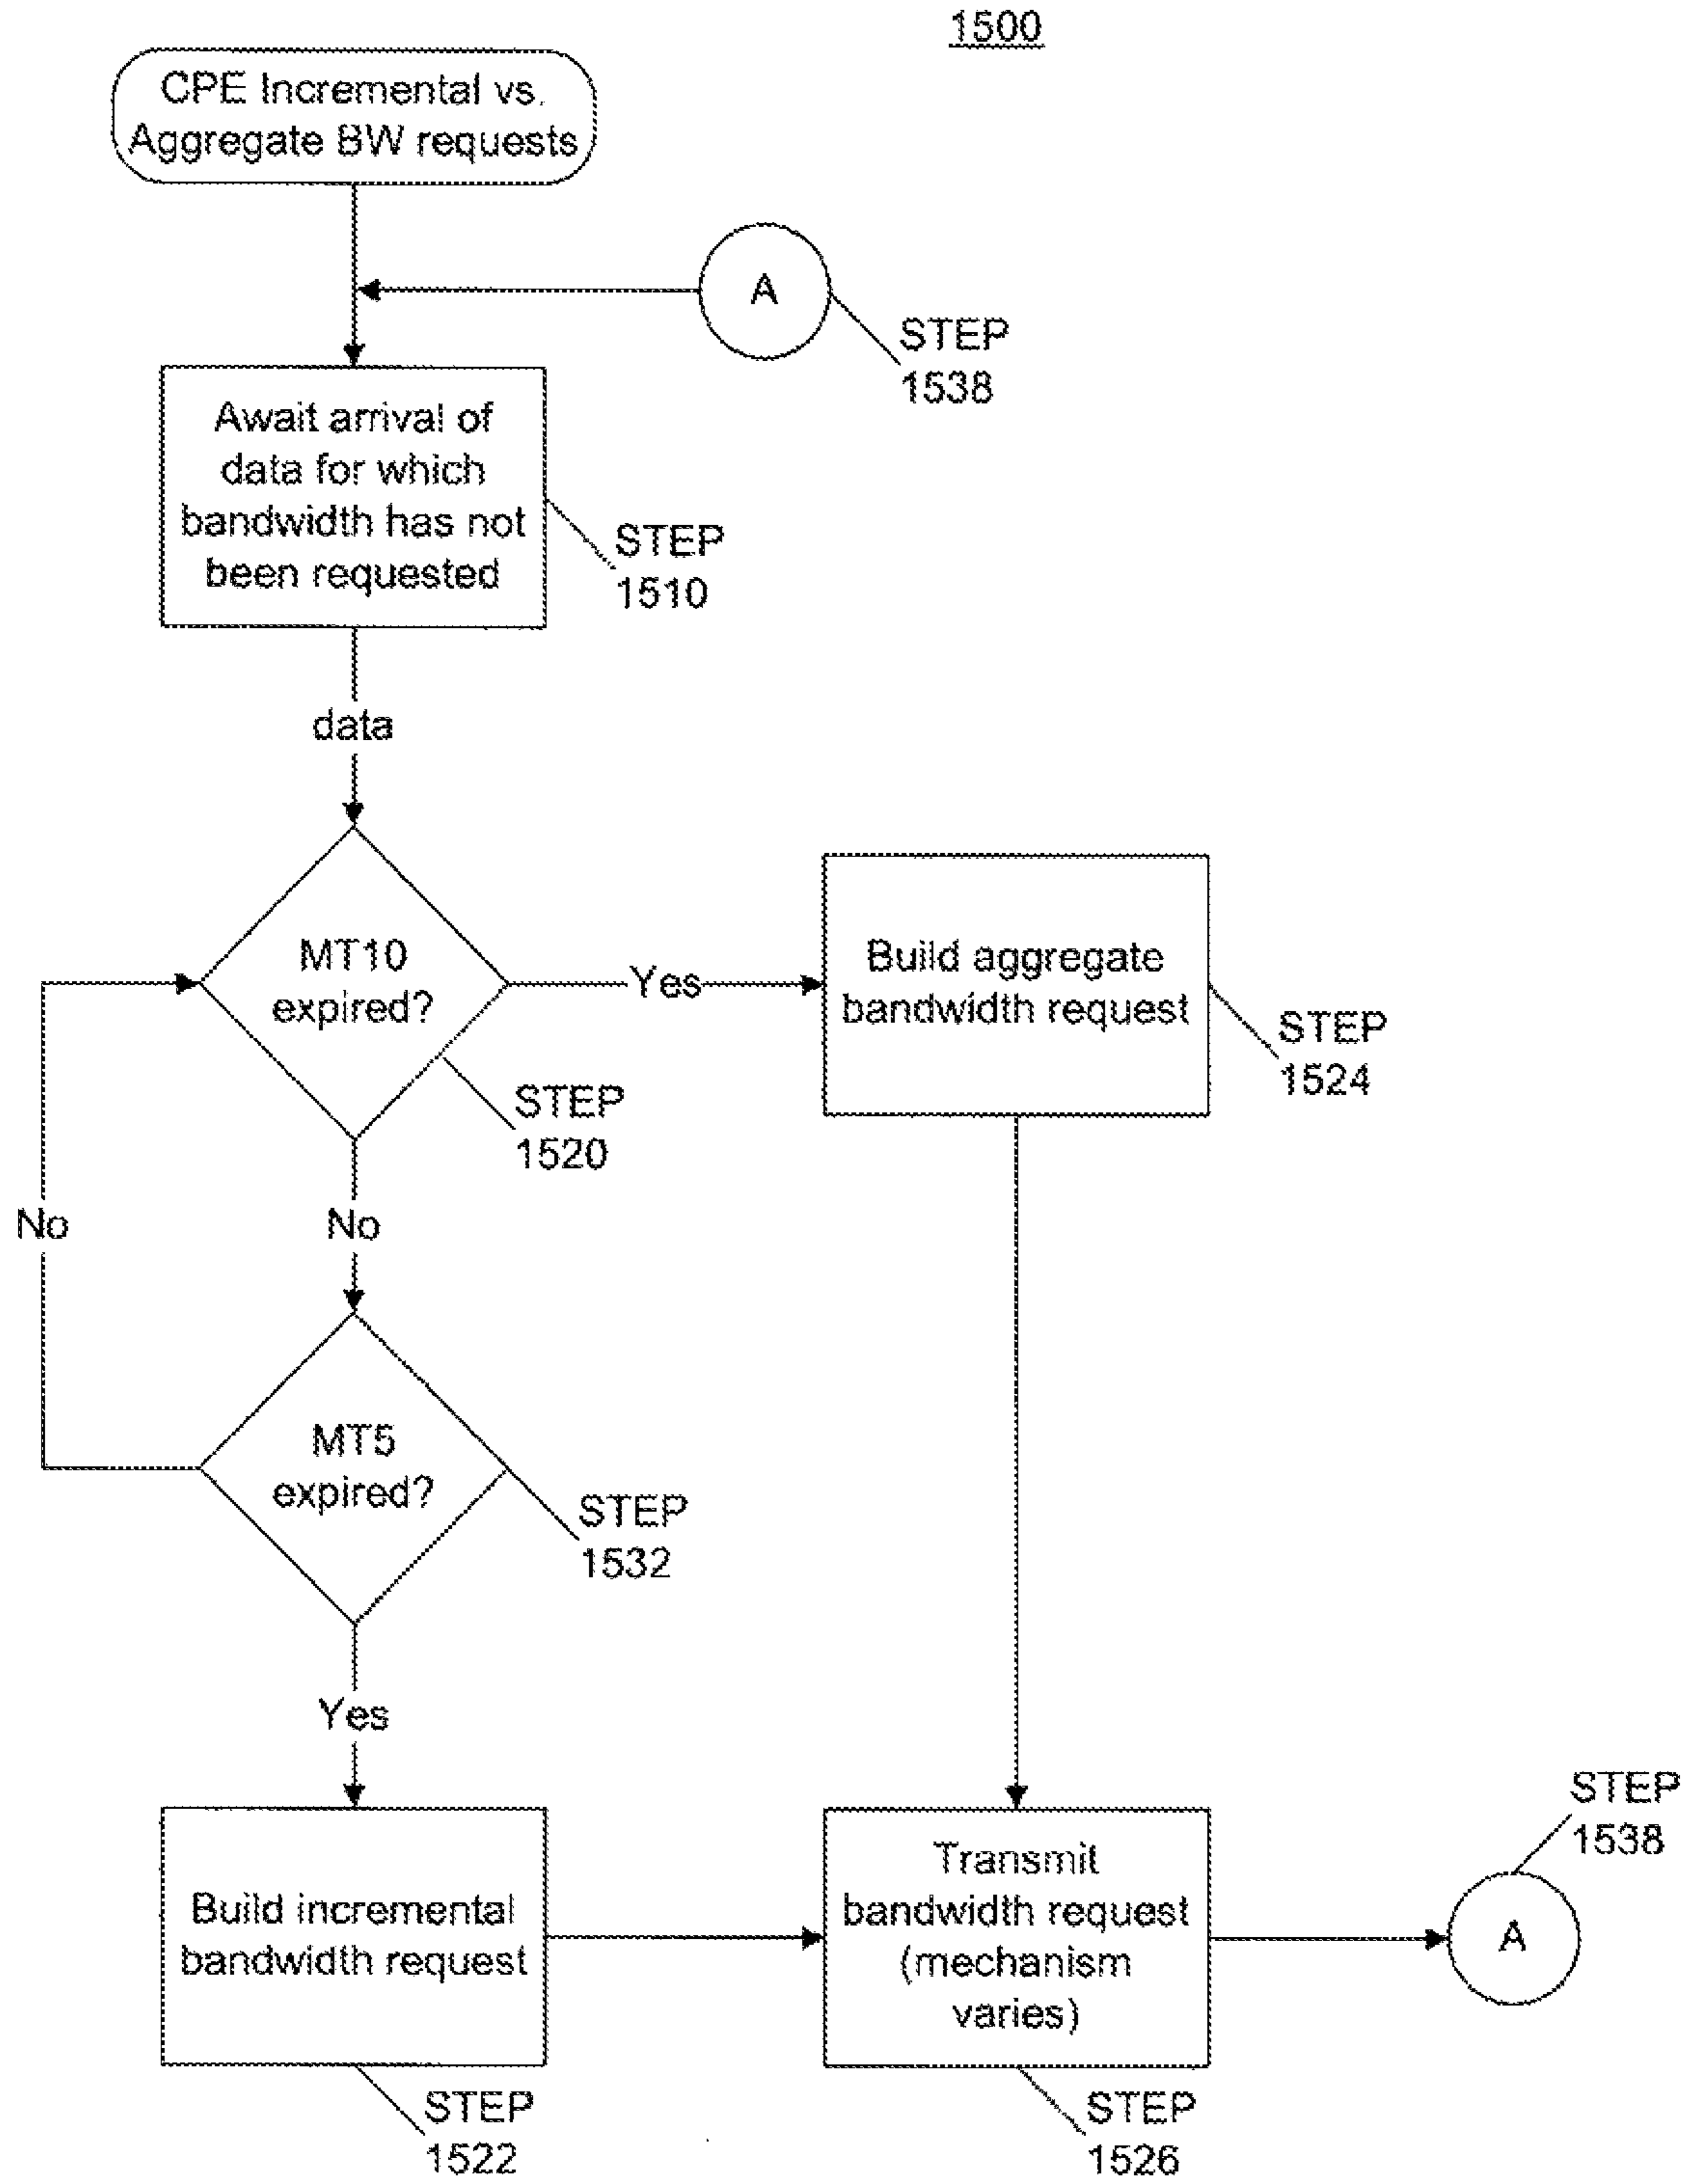 1500
CPE Incremental vs.
Aggregate BW requests
A
STEP
1538
Await arrival of
data for which
bandwidth has not
been requested
STEP
1510
data
MT10
expired?
Yes
Build aggregate
bandwidth request
STEP
1524
STEP
1520
No
No
MT5
expired?
STEP
1532
Yes
STEP
1538
Build incremental
bandwidth request
Transmit
bandwidth request
(mechanism
varies)
A
STEP
1522
STEP
1526